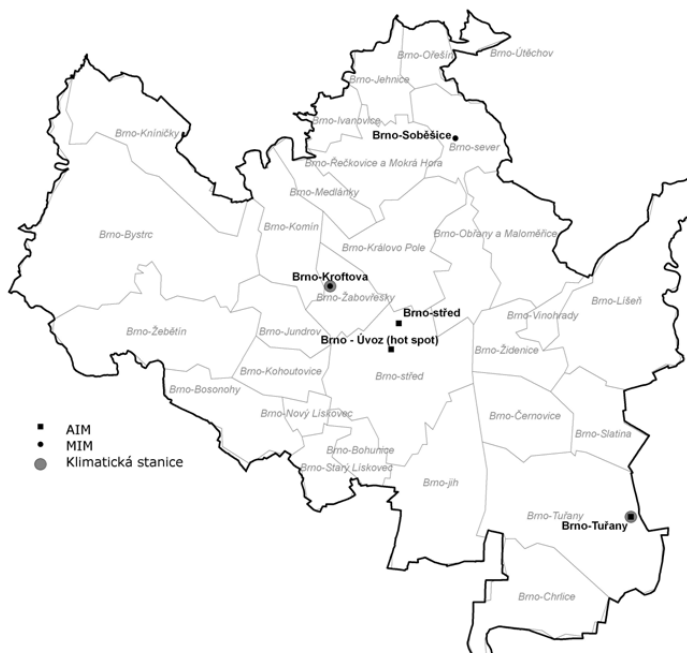 Brno-Ořešín
Brno-Útěchov
Brno-Jehnice
Brno-Ivanovice
Brno-Kníničky
Brno-Soběšice
Brno-sever
Brno-Řečkovice a Mokrá Hora
Brno-Medlánky
Brno-Komín
Brno-Bystrc
Brno-Obřany a Maloměřice
Brno-Královo Pole
Brno-Kroftova
Brno-Žabovřesky
Brno-Líšeň
Brno-střed
Brno-Vinohrady
Brno-Žebětín
Brno-Jundrov
Brno - Úvoz (hot spot)
Brno-Židenice
Brno-Kohoutovice
Brno-střed
Brno-Bosonohy
Brno-Nový Lískovec
Brno-Černovice
AIM
Brno-Slatina
MIM
Brno-Bohunice
Klimatická stanice
Brno-Starý Lískovec
Brno-jih
Brno-Tuřany
Brno-Tuřany
Brno-Chrlice